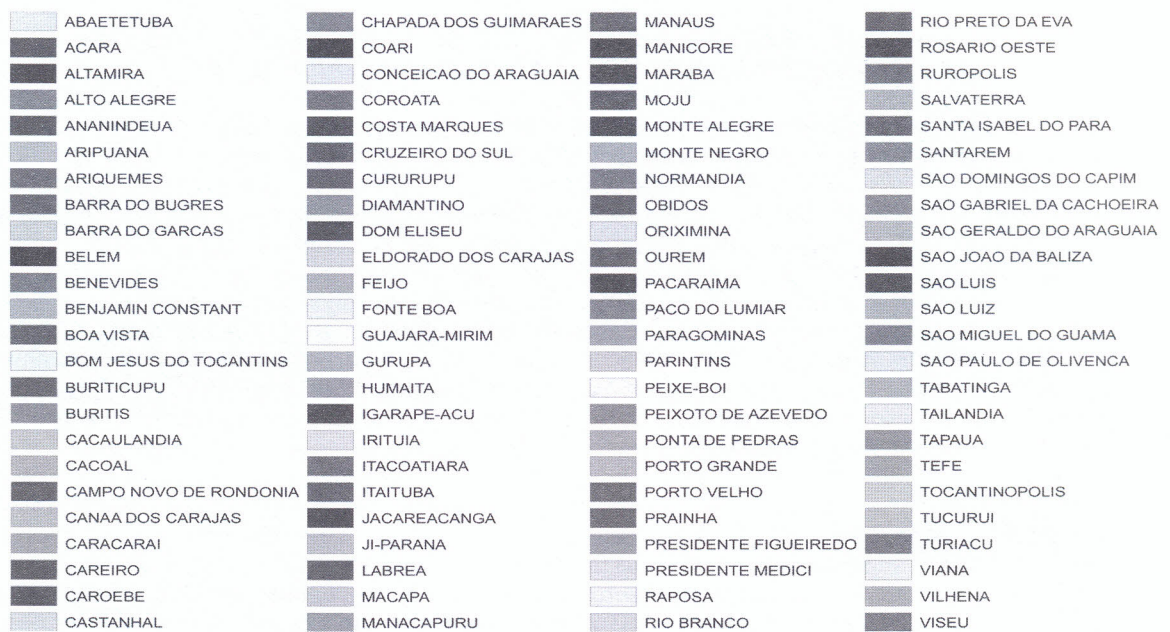 ABAETETUBA
ACARA
ALTAMIRA
ALTO ALEGRE
ANANINDEUA
ARIPUANA
ARIQUEMES
BARRA DO BUGRES
BARRA DO GARCAS
BELEM
BENEVIDES
BENJAMIN CONSTANT
BOA VISTA
BOM JESUS DO TOCANTINS
BURITICUPU
BURITIS
CACAULANDIA
CACOAL
CAMPO NOVO DE RONDONIA
CANAA DOS CARAJAS
CARACARAI
CAREIRO
CAROEBE
CASTANHAL
CHAPADA DOS GUIMARAES
COARI
CONCEICAO DO ARAGUAIA
COROATA
COSTA MARQUES
CRUZEIRO DO SUL
CURURUPU
DIAMANTINO
DOM ELISEU
ELDORADO DOS CARAJAS
FEIJO
FONTE BOA
GUAJARA-MIRIM
GURUPA
HUMAITA
IGARAPE-ACU
IRITUIA
ITACOATIARA
ITAITUBA
JACAREACANGA
JI-PARANA
LABREA
MACAPA
MANACAPURU
MANAUS
MANICORE
MARABA
MOJU
MONTE ALEGRE
MONTE NEGRO
NORMANDIA
OBIDOS
ORIXIMINA
OUREM
PACARAIMA
PACO DO LUMIAR
PARAGOMINAS
PARINTINS
PEIXE-BOI
PEIXOTO DE AZEVEDO
PONTA DE PEDRAS
PORTO GRANDE
PORTO VELHO
PRAINHA
PRESIDENTE FIGUEIREDO
PRESIDENTE MEDICI
RAPOSA
RIO BRANCO
RIO PRETO DA EVA
ROSARIO OESTE
RUROPOLIS
SALVATERRA
SANTA ISABEL DO PARA
SANTAREM
SAO DOMINGOS DO CAPIM
SAO GABRIEL DA CACHOEIRA
SAO GERALDO DO ARAGUAIA
SAO JOAO DA BALIZA
SAO LUIS
SAO LUIZ
SAO MIGUEL DO GUAMA
SAO PAULO DE OLIVENCA
TABATINGA
TAILANDIA
TAPAUA
TEFE
TOCANTINOPOLIS
TUCURUI
TURIACU
VIANA
VILHENA
VISEU